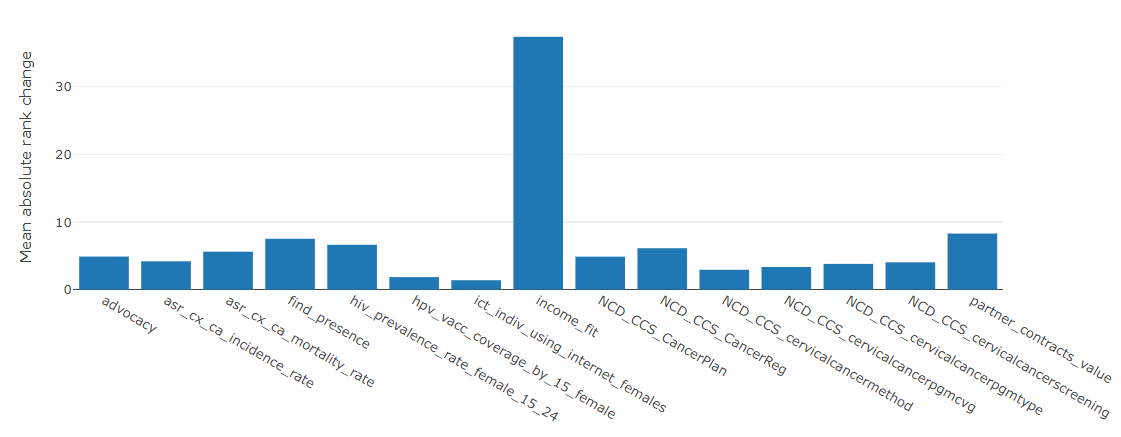 Mean absolute rank change
30
20
10
0
advocacy
asr_cx_ca_incidence_rate
asr_cx_ca_mortality_rate
find_presence
hiv_prevalence_rate_female_15_24
hpv_vacc_coverage_by_15_female
ict_indiv_using_internet_females
income_fit
NCD_CCS_CancerPlan
NCD_CCS_CancerReg
NCD_CCS_cervicalcancermethod
NCD_CCS_cervicalcancerpgmcvg
NCD_CCS_cervicalcancerpgmtype
NCD_CCS_cervicalcancerscreening
partner_contracts_value